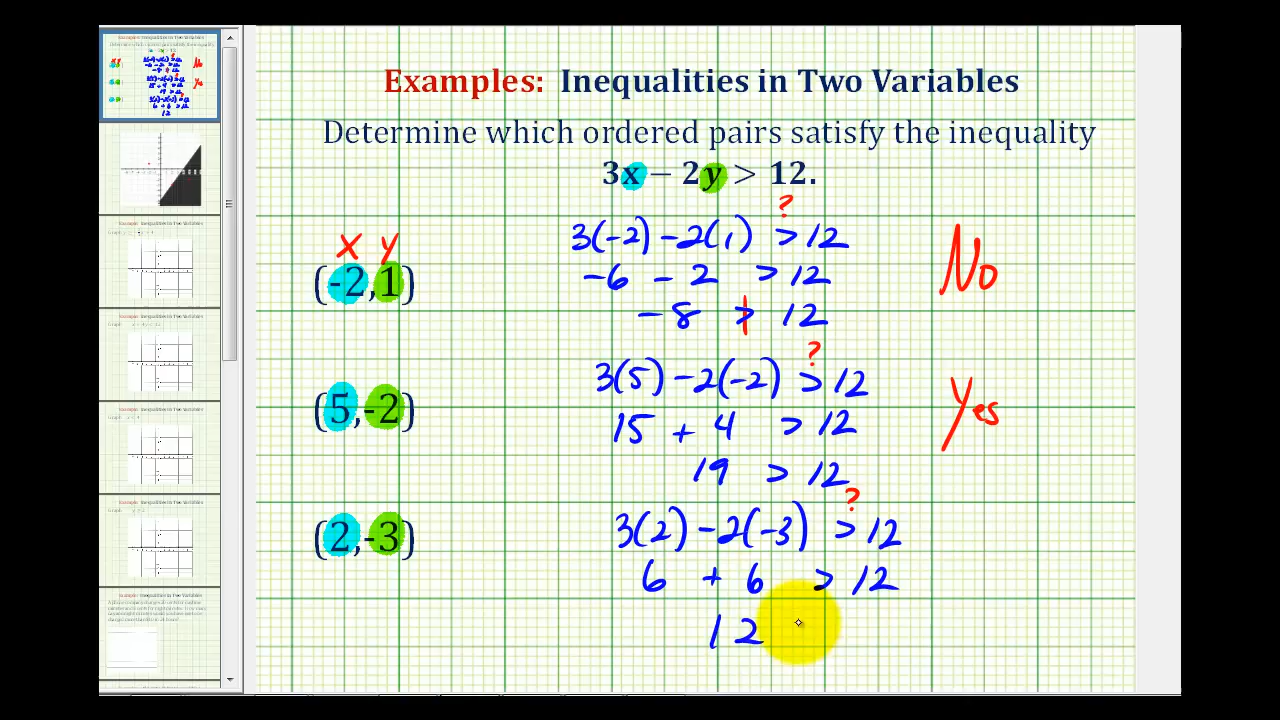 Examples: Inequalities in Two Variables
Determine which ordered pairs satisfy the inequality
3x – 2y > 12.
x y
(-2,1)
3(-2) -2(1) ?> 12
-6 - 2 > 12
-8 ≯ 12
No
(5,-2)
3(5) -2(-2) ?> 12
15 + 4 > 12
19 > 12
Yes
(2,-3)
3(2) -2(-3) ?> 12
6 + 6 > 12
12